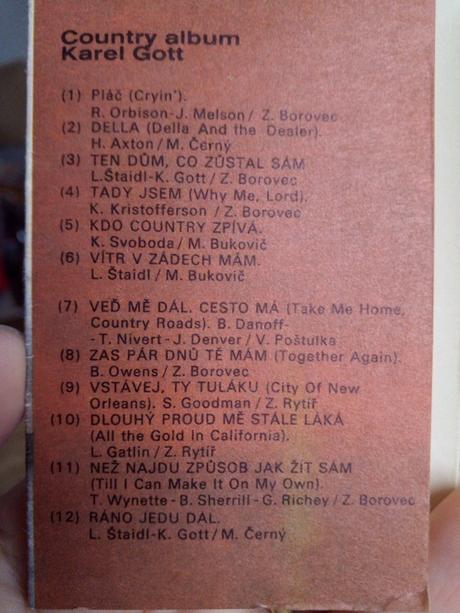 Country album
Karel Gott
(1) Pláč (Cryin').
R. Orbison-J. Melson / Z. Borovec
(2) DELLA (Della And the Dealer).
H. Axton/M. Černý
(3) TEN DŮM, CO ZŮSTAL SÁM
L.Štaidl-K. Gott / Z. Borovec
(4) TADY JSEM (Why Me, Lord).
K. Kristofferson / Z. Borovec
(5) KDO COUNTRY ZPÍVÁ.
K. Svoboda / M. Bukovič
(6) VÍTR V ZÁDECH MÁM.
L. Štaidl / M. Bukovič
(7) VEĎ MĚ DÁL, CESTO MÁ (Take Me Home,
Country Roads). B. Danoff-
-T. Nivert-J. Denver / V. Poštulka
(8) ZAS PÁR DNŮ TĚ MÁM (Together Again).
B. Owens / Z. Borovec
(9) VSTÁVEJ, TY TULÁKU (City Of New
Orleans). S. Goodman / Z. Rytíř
(10) DLOUHÝ PROUD MĚ STÁLE LÁKÁ
(All the Gold In California).
L. Gatlin / Z. Rytíř
(11) NEŽ NAJDU ZPŮSOB JAK ŽÍT SÁM
(Till I Can Make It On My Own).
T. Wynette-B. Sherrill-G. Richey / Z. Borovec
(12) RÁNO JEDU DÁL.
L. Štaidl-K. Gott/M. Černý